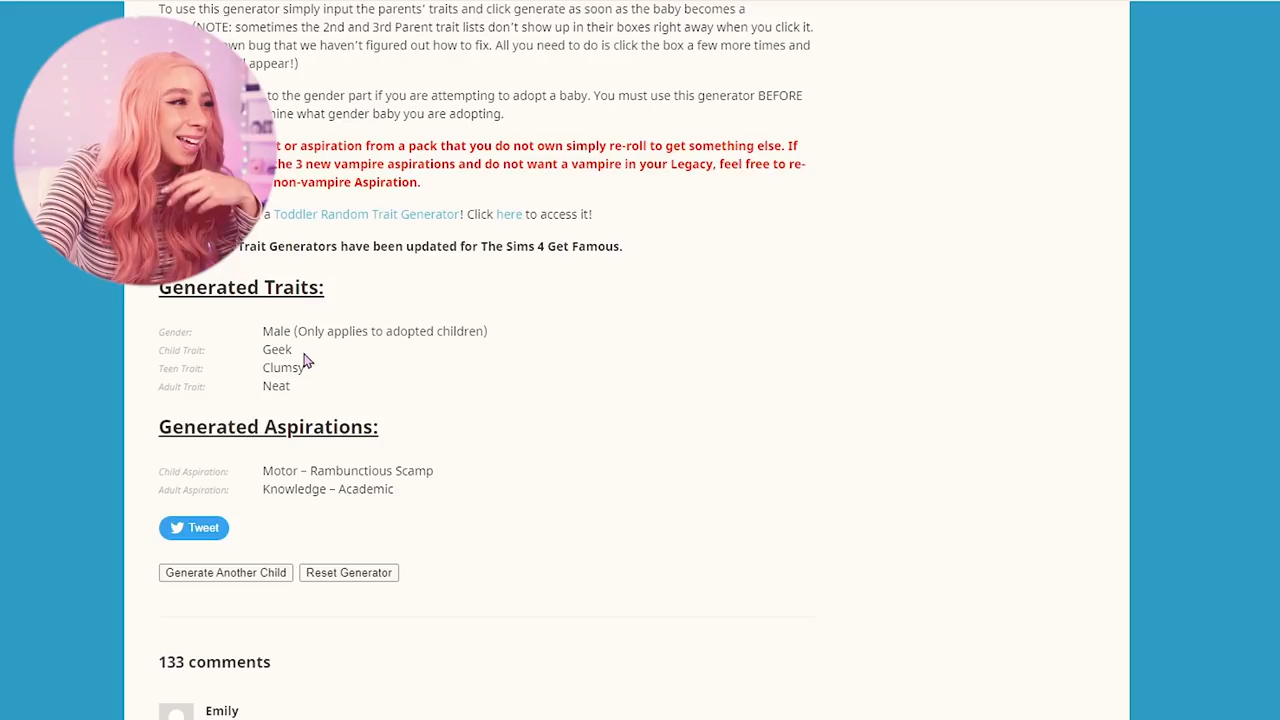 To use this generator simply input the parents' traits and click generate as soon as the baby becomes a
(NOTE: sometimes the 2nd and 3rd Parent trait lists don't show up in their boxes right away when you click it.
own bug that we haven't figured out how to fix. All you need to do is click the box a few more times and
appear!)
to the gender part if you are attempting to adopt a baby. You must use this generator BEFORE
what gender baby you are adopting.
or aspiration from a pack that you do not own simply re-roll to get something else. If
the 3 new vampire aspirations and do not want a vampire in your Legacy, feel free to re-
non-vampire Aspiration.
a Toddler Random Trait Generator! Click here to access it!
Trait Generators have been updated for The Sims 4 Get Famous.
Generated Traits:
Gender: Male (Only applies to adopted children)
Child Trait: Geek
Teen Trait: Clumsy
Adult Trait: Neat
Generated Aspirations:
Child Aspiration: Motor – Rambunctious Scamp
Adult Aspiration: Knowledge – Academic
Tweet
Generate Another Child Reset Generator
133 comments
Emily